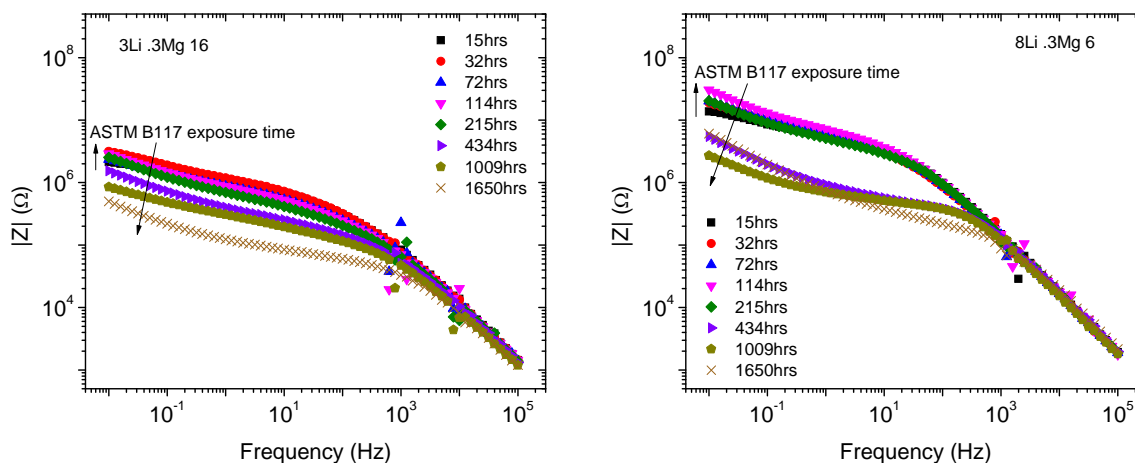 3Li .3Mg 16
10^8
10^6
10^4
|Z| (Ω)
ASTM B117 exposure time
15hrs
32hrs
72hrs
114hrs
215hrs
434hrs
1009hrs
1650hrs
10^-1
10^1
10^3
10^5
Frequency (Hz)
8Li .3Mg 6
10^8
10^6
10^4
|Z| (Ω)
ASTM B117 exposure time
15hrs
32hrs
72hrs
114hrs
215hrs
434hrs
1009hrs
1650hrs
10^-1
10^1
10^3
10^5
Frequency (Hz)